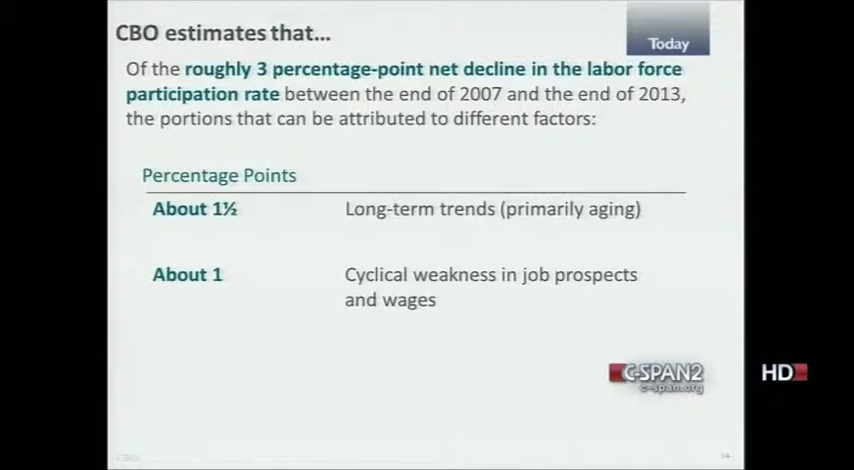 CBO estimates that...
Today
Of the roughly 3 percentage-point net decline in the labor force
participation rate between the end of 2007 and the end of 2013,
the portions that can be attributed to different factors:
Percentage Points
About 1½ Long-term trends (primarily aging)
About 1 Cyclical weakness in job prospects
and wages
C-SPAN2
c-span.org
HD
CBO
14